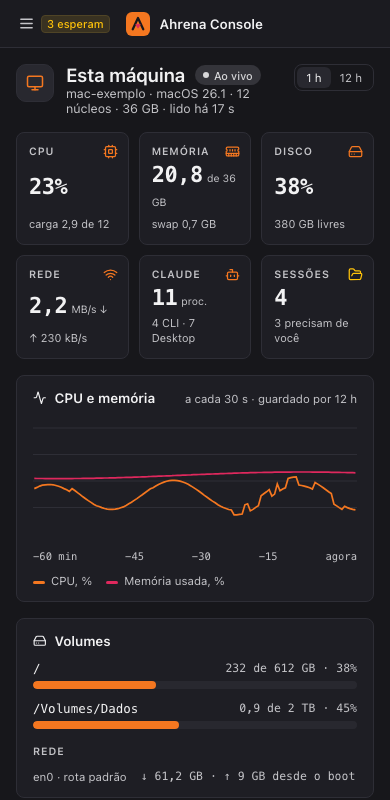 3 esperam
Ahrena Console
Esta máquina
Ao vivo
mac-exemplo · macOS 26.1 · 12
núcleos · 36 GB · lido há 17 s
1 h
12 h
CPU
23%
carga 2,9 de 12
MEMÓRIA
20,8 de 36
GB
swap 0,7 GB
DISCO
38%
380 GB livres
REDE
2,2 MB/s ↓
↑ 230 kB/s
CLAUDE
11 proc.
4 CLI · 7
Desktop
SESSÕES
4
3 precisam de
você
CPU e memória
a cada 30 s · guardado por 12 h
−60 min −45 −30 −15 agora
CPU, % Memória usada, %
Volumes
/ 232 de 612 GB · 38%
/Volumes/Dados 0,9 de 2 TB · 45%
REDE
en0 · rota padrão ↓ 61,2 GB · ↑ 9 GB desde o boot